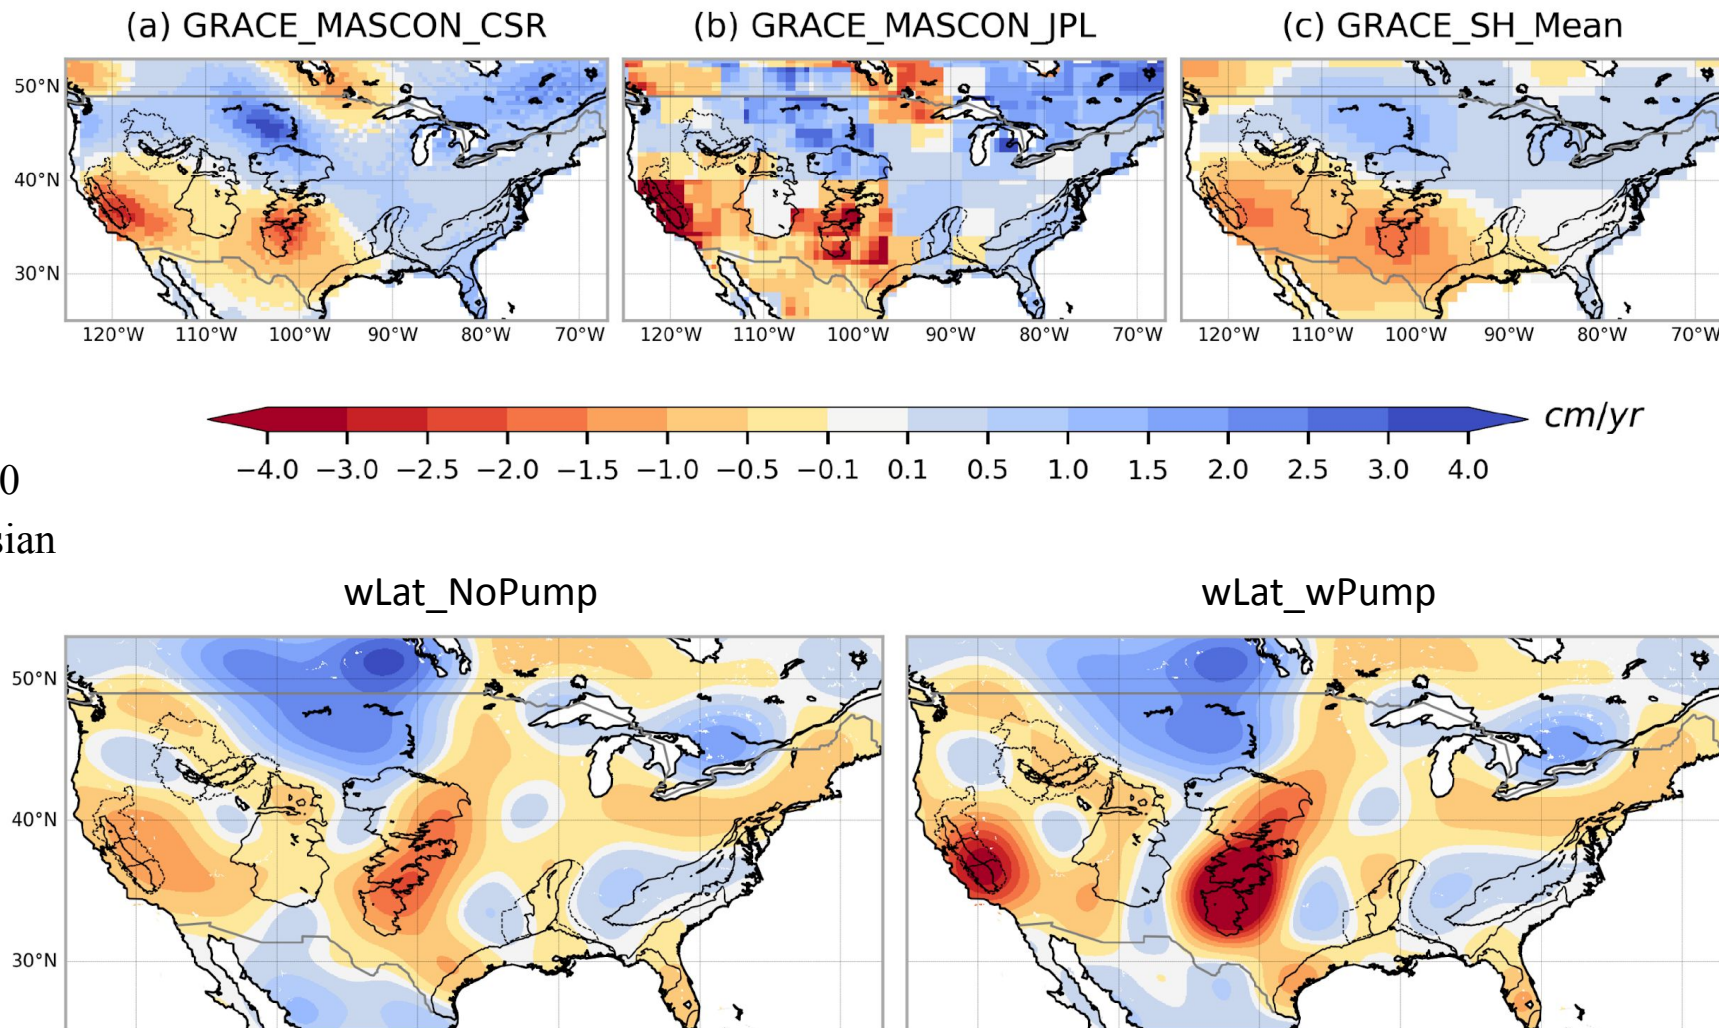 (a) GRACE_MASCON_CSR (b) GRACE_MASCON_JPL (c) GRACE_SH_Mean
50°N
40°N
30°N
120°W 110°W 100°W 90°W 80°W 70°W 120°W 110°W 100°W 90°W 80°W 70°W 120°W 110°W 100°W 90°W 80°W 70°W
cm/yr
−4.0 −3.0 −2.5 −2.0 −1.5 −1.0 −0.5 −0.1 0.1 0.5 1.0 1.5 2.0 2.5 3.0 4.0
0
sian
wLat_NoPump wLat_wPump
50°N
40°N
30°N